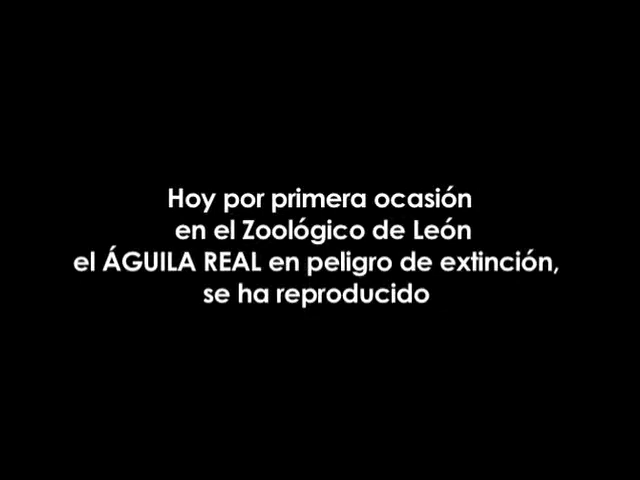 Hoy por primera ocasión
en el Zoológico de León
el ÁGUILA REAL en peligro de extinción,
se ha reproducido